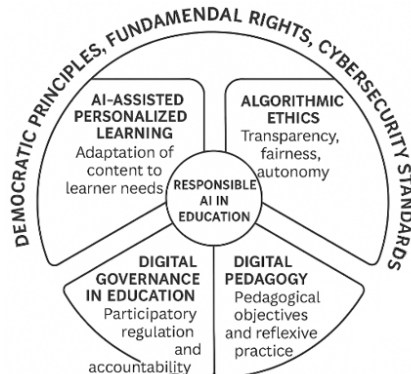 DEMOCRATIC PRINCIPLES, FUNDAMENDAL RIGHTS, CYBERSECURITY STANDARDS
AI-ASSISTED
PERSONALIZED
LEARNING
Adaptation of
content to
learner needs
ALGORITHMIC
ETHICS
Transparency,
fairness,
autonomy
RESPONSIBLE
AI IN
EDUCATION
DIGITAL
GOVERNANCE
IN EDUCATION
Participatory
regulation
and
accountability
DIGITAL
PEDAGOGY
Pedagogical
objectives
and reflexive
practice